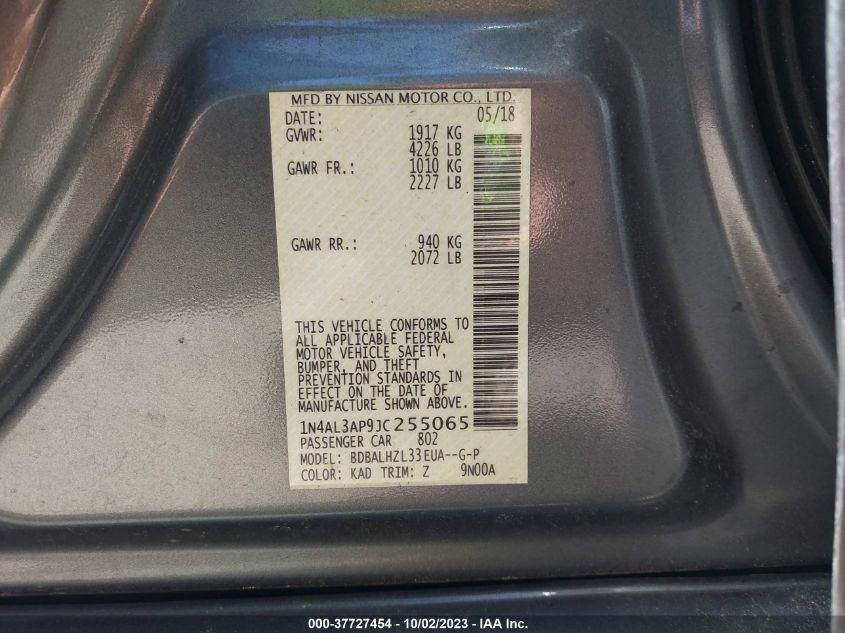 MFD BY NISSAN MOTOR CO., LTD.
DATE: 05/18
GVWR: 1917 KG
4226 LB
GAWR FR.: 1010 KG
2227 LB
GAWR RR.: 940 KG
2072 LB
THIS VEHICLE CONFORMS TO
ALL APPLICABLE FEDERAL
MOTOR VEHICLE SAFETY,
BUMPER, AND THEFT
PREVENTION STANDARDS IN
EFFECT ON THE DATE OF
MANUFACTURE SHOWN ABOVE.
1N4AL3AP9JC255065
PASSENGER CAR 802
MODEL: BDBALHZL33EUA--G-P
COLOR: KAD TRIM: Z 9N00A
000-37727454 - 10/02/2023 - IAA Inc.